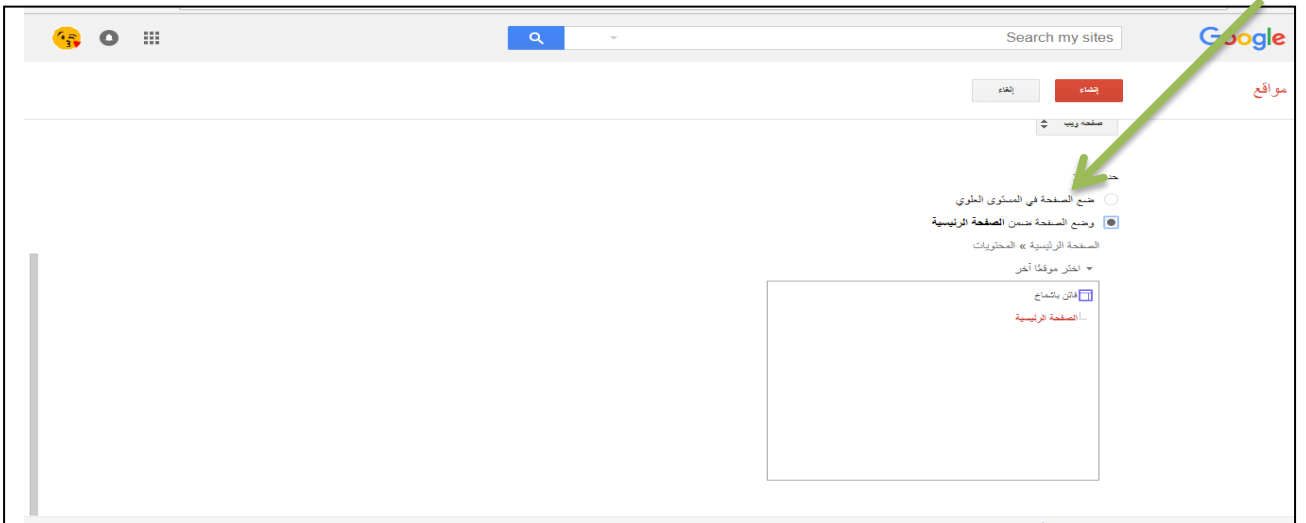 Google
Search my sites
مواقع
إنشاء
إلغاء
صفحة ويب
ضع الصفحة في المستوى العلوي
وضع الصفحة ضمن الصفحة الرئيسية
الصفحة الرئيسية » المحتويات
اختر موقعًا آخر
فاتن باشماخ
الصفحة الرئيسية